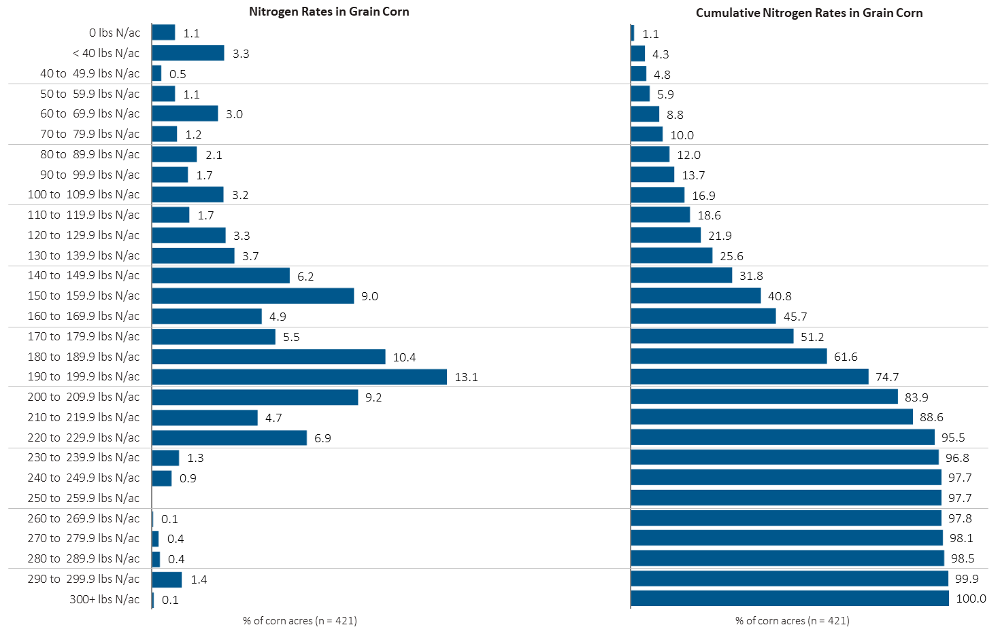 Nitrogen Rates in Grain Corn
Cumulative Nitrogen Rates in Grain Corn
0 lbs N/ac 1.1 1.1
< 40 lbs N/ac 3.3 4.3
40 to 49.9 lbs N/ac 0.5 4.8
50 to 59.9 lbs N/ac 1.1 5.9
60 to 69.9 lbs N/ac 3.0 8.8
70 to 79.9 lbs N/ac 1.2 10.0
80 to 89.9 lbs N/ac 2.1 12.0
90 to 99.9 lbs N/ac 1.7 13.7
100 to 109.9 lbs N/ac 3.2 16.9
110 to 119.9 lbs N/ac 1.7 18.6
120 to 129.9 lbs N/ac 3.3 21.9
130 to 139.9 lbs N/ac 3.7 25.6
140 to 149.9 lbs N/ac 6.2 31.8
150 to 159.9 lbs N/ac 9.0 40.8
160 to 169.9 lbs N/ac 4.9 45.7
170 to 179.9 lbs N/ac 5.5 51.2
180 to 189.9 lbs N/ac 10.4 61.6
190 to 199.9 lbs N/ac 13.1 74.7
200 to 209.9 lbs N/ac 9.2 83.9
210 to 219.9 lbs N/ac 4.7 88.6
220 to 229.9 lbs N/ac 6.9 95.5
230 to 239.9 lbs N/ac 1.3 96.8
240 to 249.9 lbs N/ac 0.9 97.7
250 to 259.9 lbs N/ac 97.7
260 to 269.9 lbs N/ac 0.1 97.8
270 to 279.9 lbs N/ac 0.4 98.1
280 to 289.9 lbs N/ac 0.4 98.5
290 to 299.9 lbs N/ac 1.4 99.9
300+ lbs N/ac 0.1 100.0
% of corn acres (n = 421)
% of corn acres (n = 421)